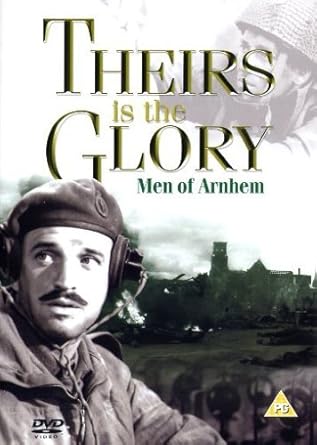 THEIRS
is the
GLORY
Men of Arnhem
DVD
VIDEO
PG